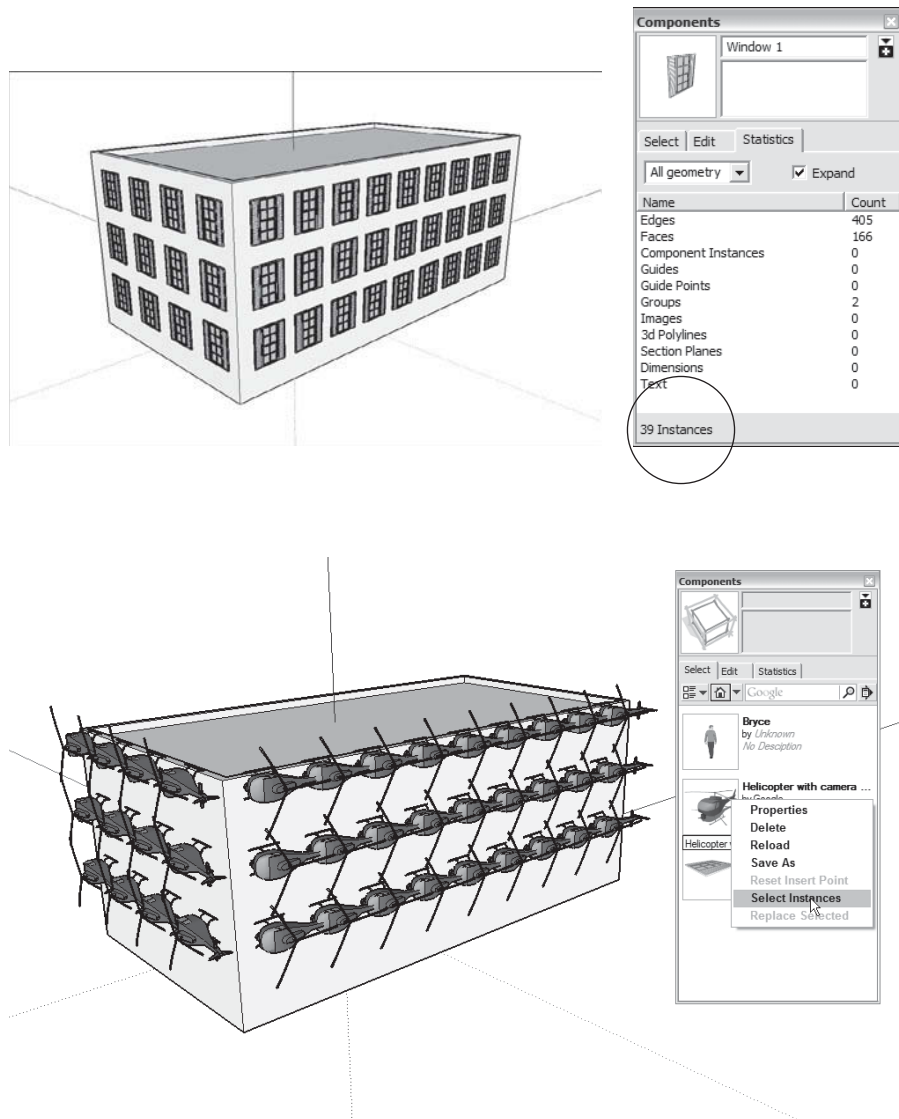 Components
Window 1
Select Edit Statistics
All geometry Expand
Name Count
Edges 405
Faces 166
Component Instances 0
Guides 0
Guide Points 0
Groups 2
Images 0
3d Polylines 0
Section Planes 0
Dimensions 0
Text 0
39 Instances
Components
Select Edit Statistics
Google
Bryce
by Unknown
No Desciption
Helicopter with camera ...
by Google
Helicopter
Properties
Delete
Reload
Save As
Reset Insert Point
Select Instances
Replace Selected